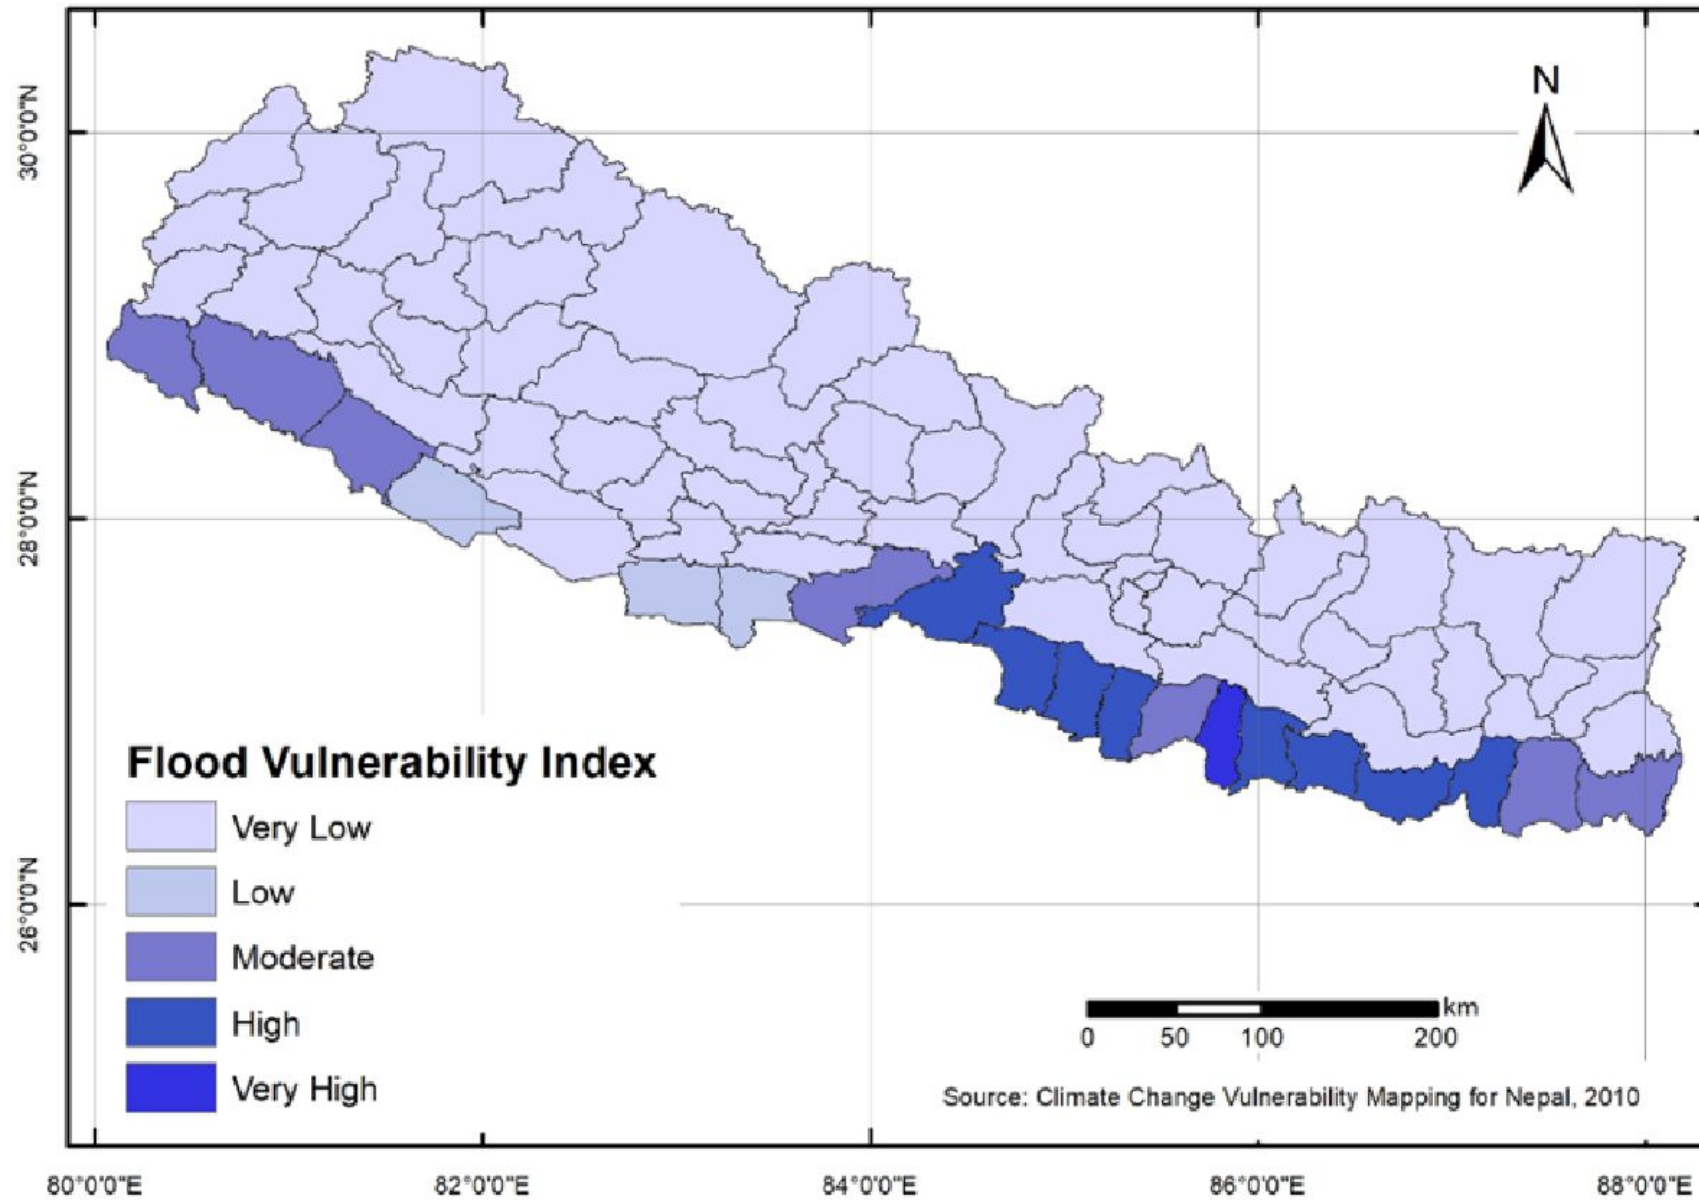 N
30°0'0"N
28°0'0"N
26°0'0"N
Flood Vulnerability Index
Very Low
Low
Moderate
High
Very High
km
0 50 100 200
Source: Climate Change Vulnerability Mapping for Nepal, 2010
80°0'0"E 82°0'0"E 84°0'0"E 86°0'0"E 88°0'0"E